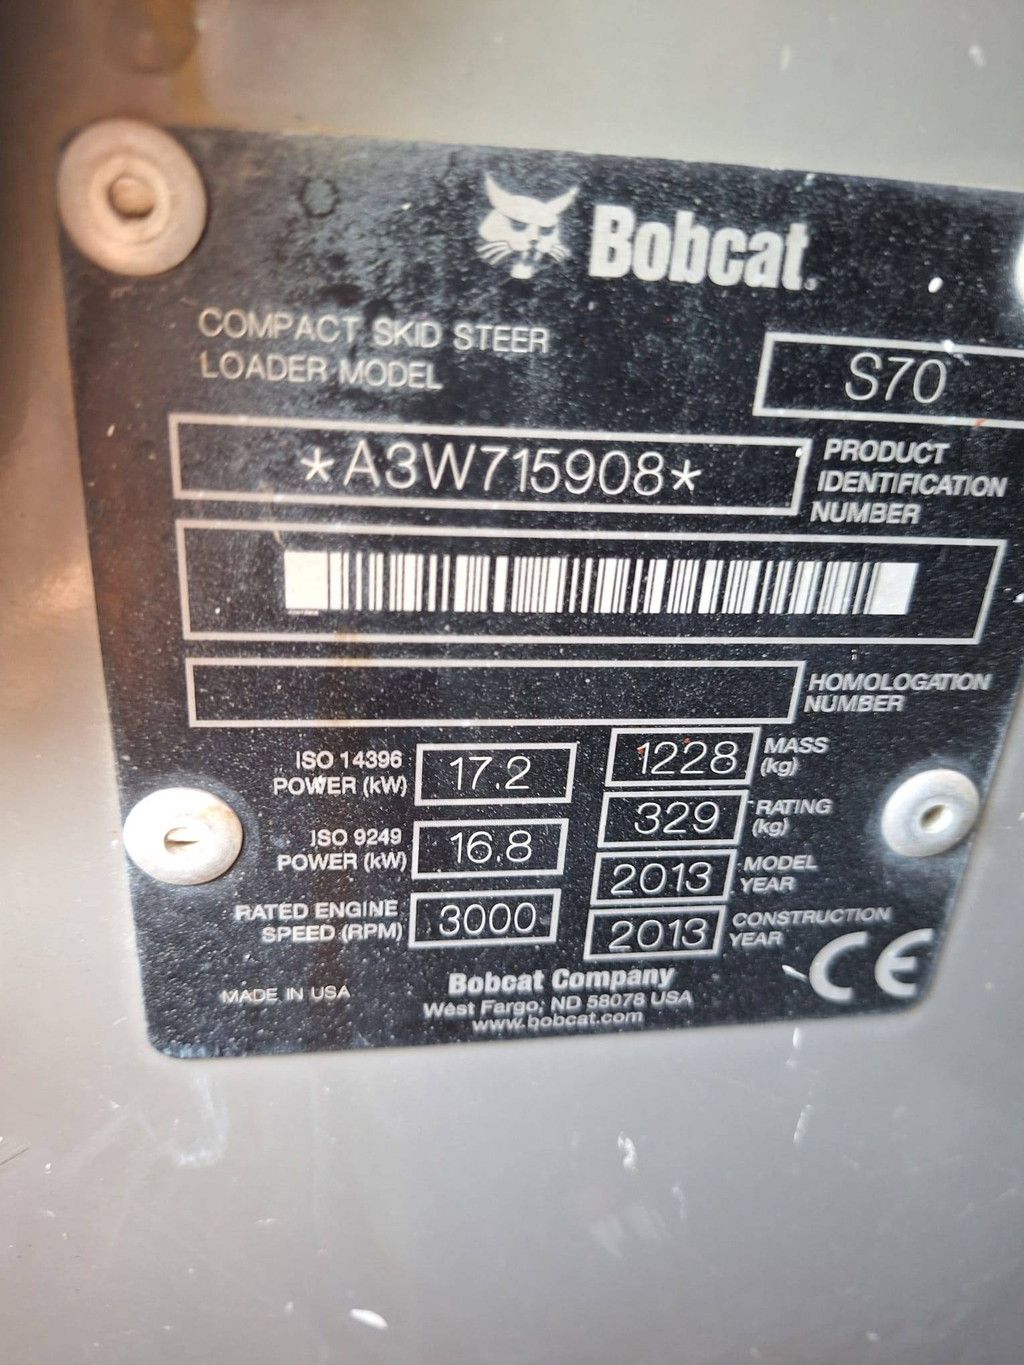 Bobcat
COMPACT SKID STEER
LOADER MODEL
S70
*A3W715908*
PRODUCT
IDENTIFICATION
NUMBER
HOMOLOGATION
NUMBER
ISO 14396
POWER (kW)
17.2
1228
MASS
(kg)
ISO 9249
POWER (kW)
16.8
329
RATING
(kg)
2013
MODEL
YEAR
RATED ENGINE
SPEED (RPM)
3000
2013
CONSTRUCTION
YEAR
MADE IN USA
Bobcat Company
West Fargo, ND 58078 USA
www.bobcat.com
CE